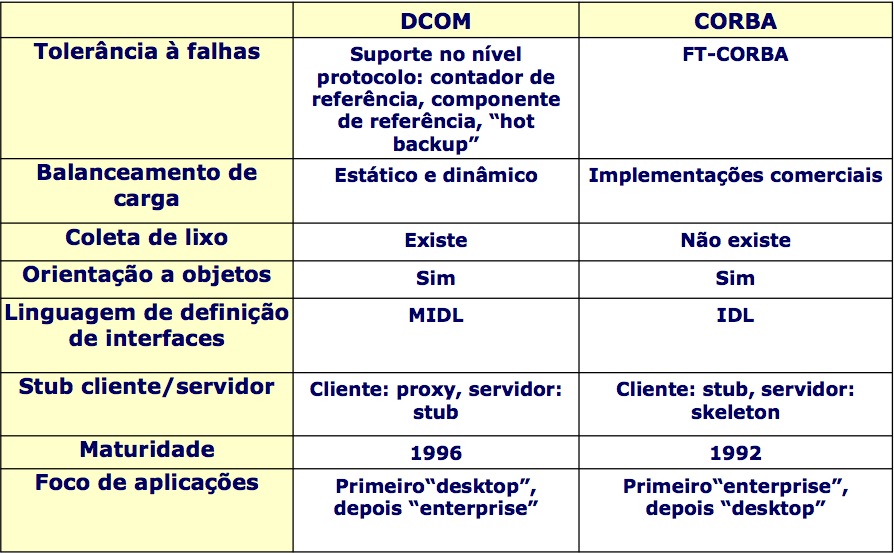 DCOM
CORBA
Tolerância à falhas
Suporte no nível
protocolo: contador de
referência, componente
de referência, “hot
backup”
FT-CORBA
Balanceamento de
carga
Estático e dinâmico
Implementações comerciais
Coleta de lixo
Existe
Não existe
Orientação a objetos
Sim
Sim
Linguagem de definição
de interfaces
MIDL
IDL
Stub cliente/servidor
Cliente: proxy, servidor:
stub
Cliente: stub, servidor:
skeleton
Maturidade
1996
1992
Foco de aplicações
Primeiro“desktop”,
depois “enterprise”
Primeiro“enterprise”,
depois “desktop”